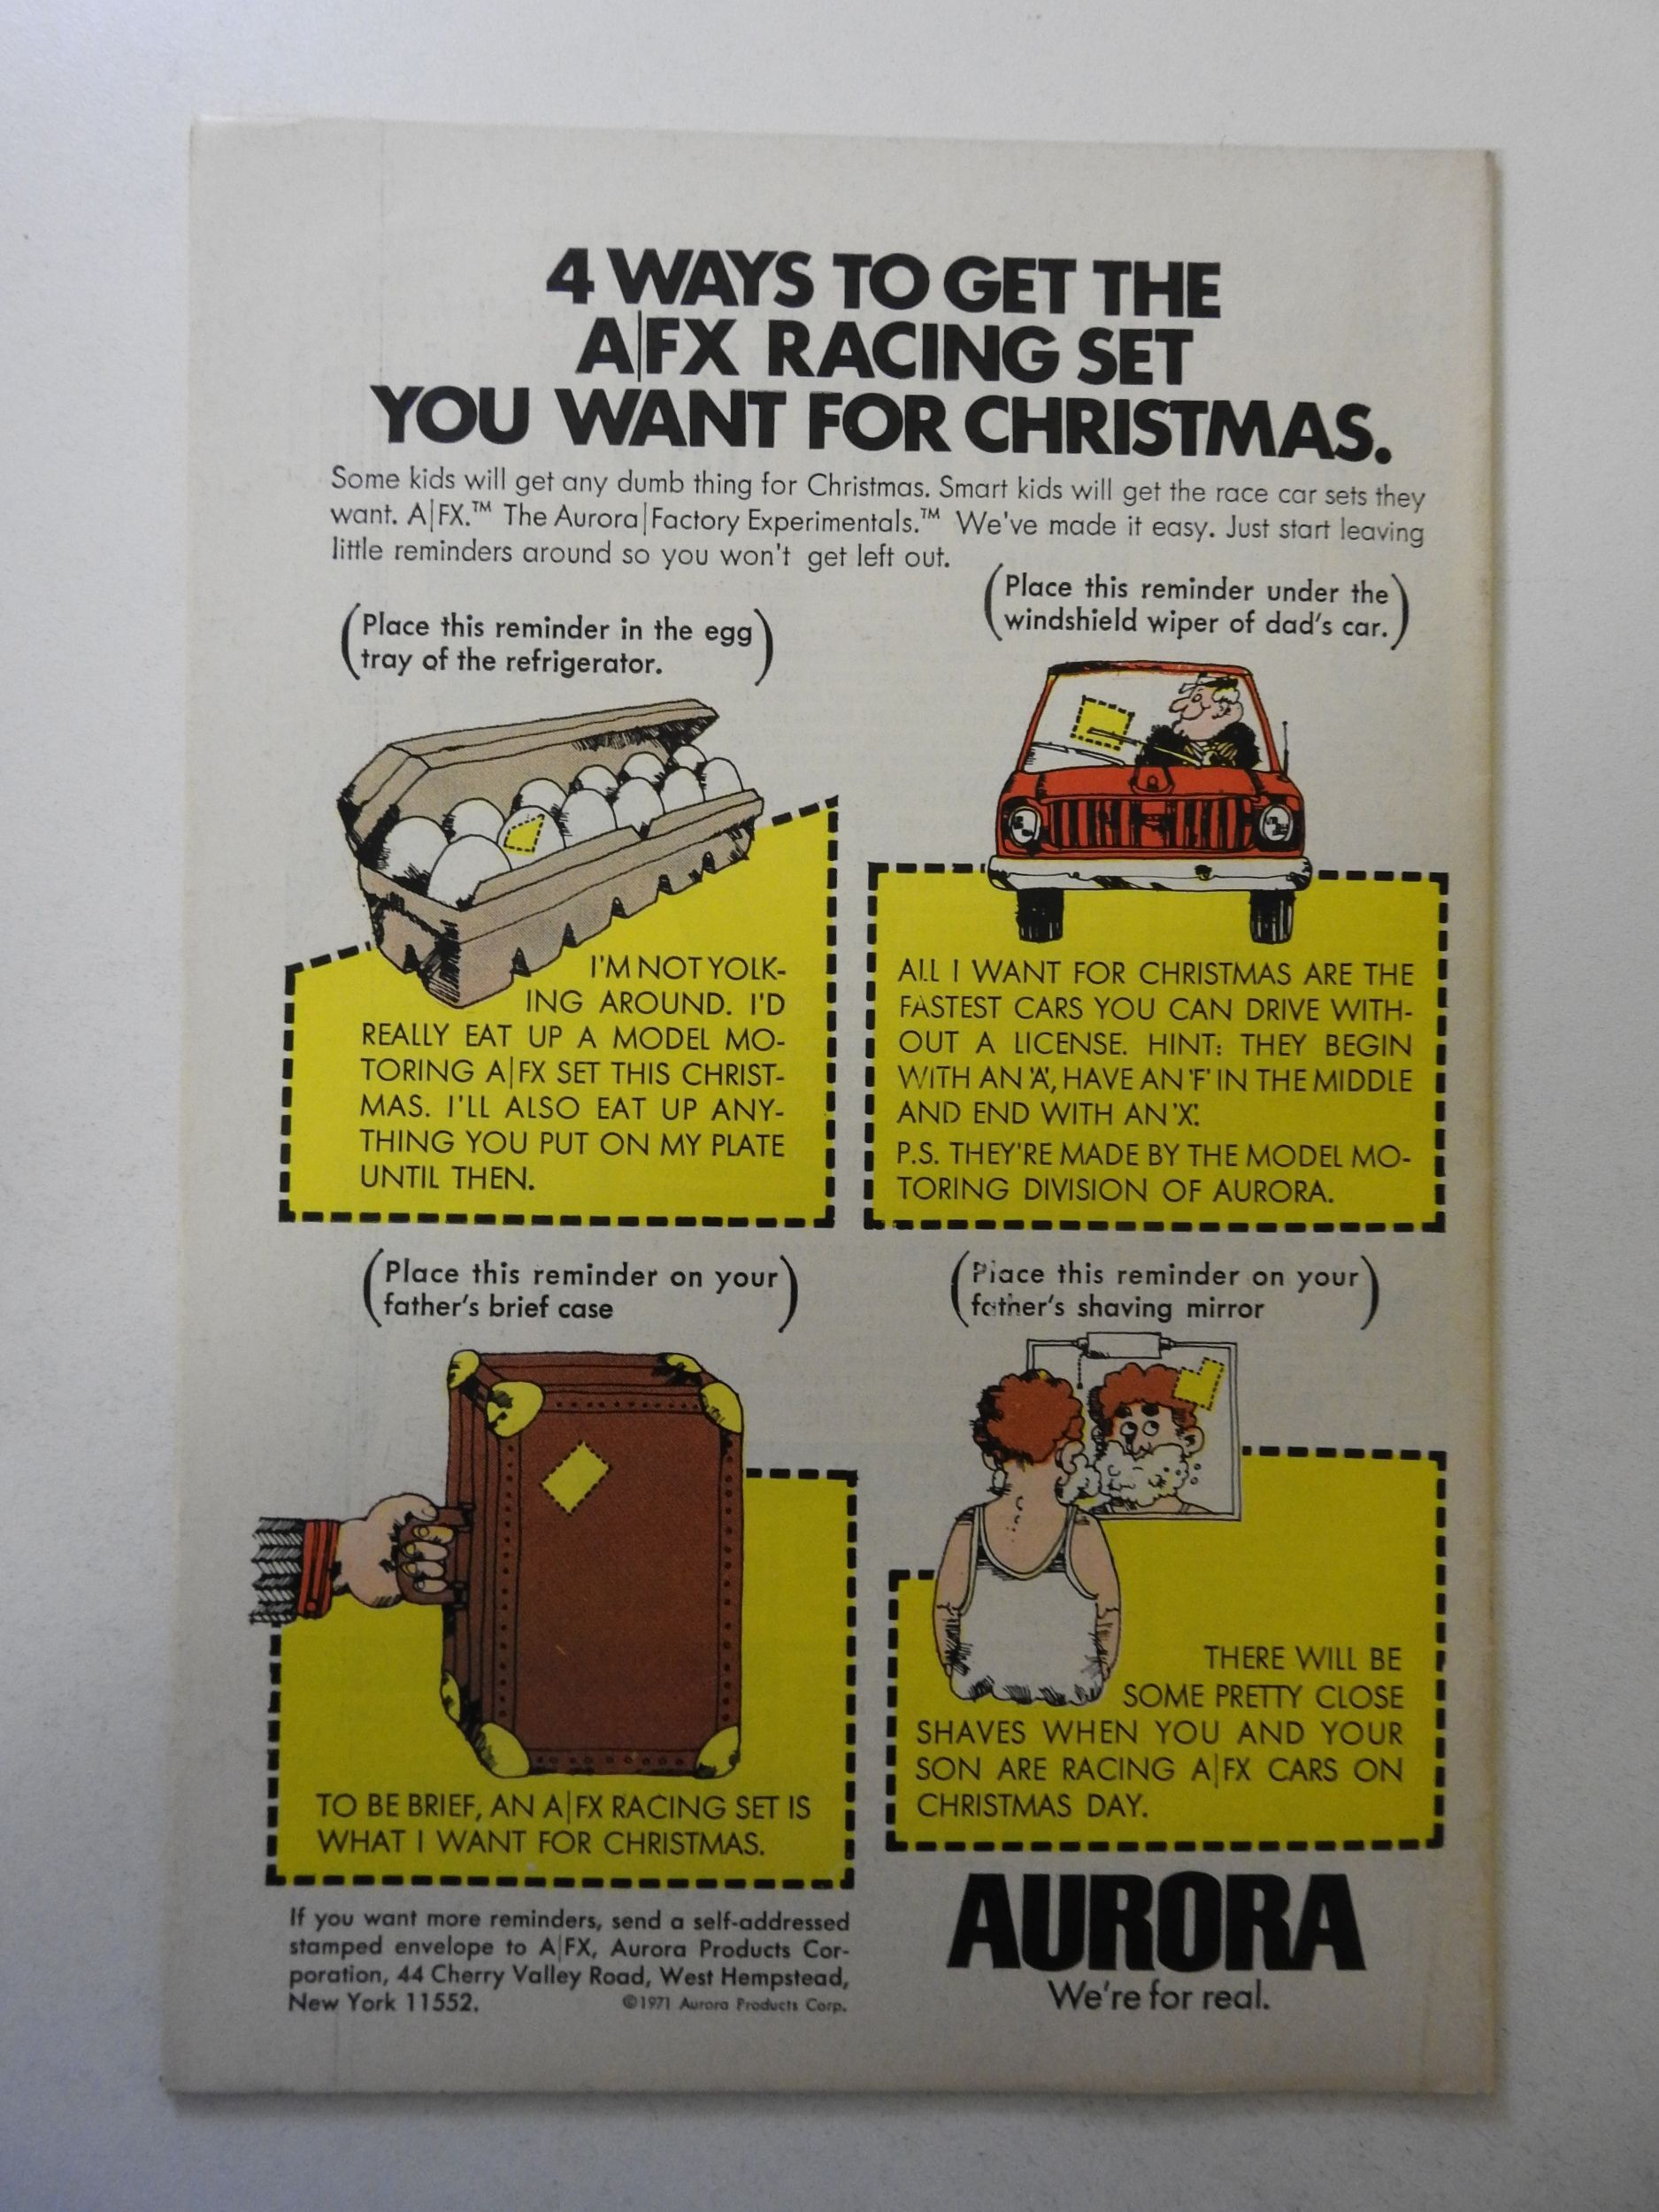 4 WAYS TO GET THE
A|FX RACING SET
YOU WANT FOR CHRISTMAS.
Some kids will get any dumb thing for Christmas. Smart kids will get the race car sets they
want. A|FX.™ The Aurora|Factory Experimentals.™ We've made it easy. Just start leaving
little reminders around so you won't get left out.
(Place this reminder in the egg
tray of the refrigerator.)
I'M NOT YOLK-
ING AROUND. I'D
REALLY EAT UP A MODEL MO-
TORING A|FX SET THIS CHRIST-
MAS. I'LL ALSO EAT UP ANY-
THING YOU PUT ON MY PLATE
UNTIL THEN.
(Place this reminder under the
windshield wiper of dad's car.)
ALL I WANT FOR CHRISTMAS ARE THE
FASTEST CARS YOU CAN DRIVE WITH-
OUT A LICENSE. HINT: THEY BEGIN
WITH AN 'A', HAVE AN 'F' IN THE MIDDLE
AND END WITH AN 'X'.
P.S. THEY'RE MADE BY THE MODEL MO-
TORING DIVISION OF AURORA.
(Place this reminder on your
father's brief case)
TO BE BRIEF, AN A|FX RACING SET IS
WHAT I WANT FOR CHRISTMAS.
(Place this reminder on your
father's shaving mirror)
THERE WILL BE
SOME PRETTY CLOSE
SHAVES WHEN YOU AND YOUR
SON ARE RACING A|FX CARS ON
CHRISTMAS DAY.
If you want more reminders, send a self-addressed
stamped envelope to A|FX, Aurora Products Cor-
poration, 44 Cherry Valley Road, West Hempstead,
New York 11552. ©1971 Aurora Products Corp.
AURORA
We're for real.